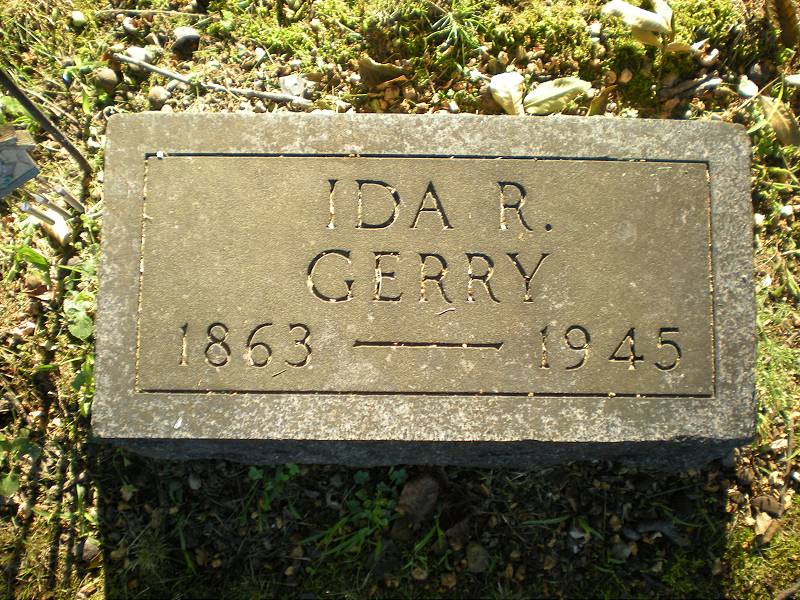 IDA R.
GERRY
1863 — 1945